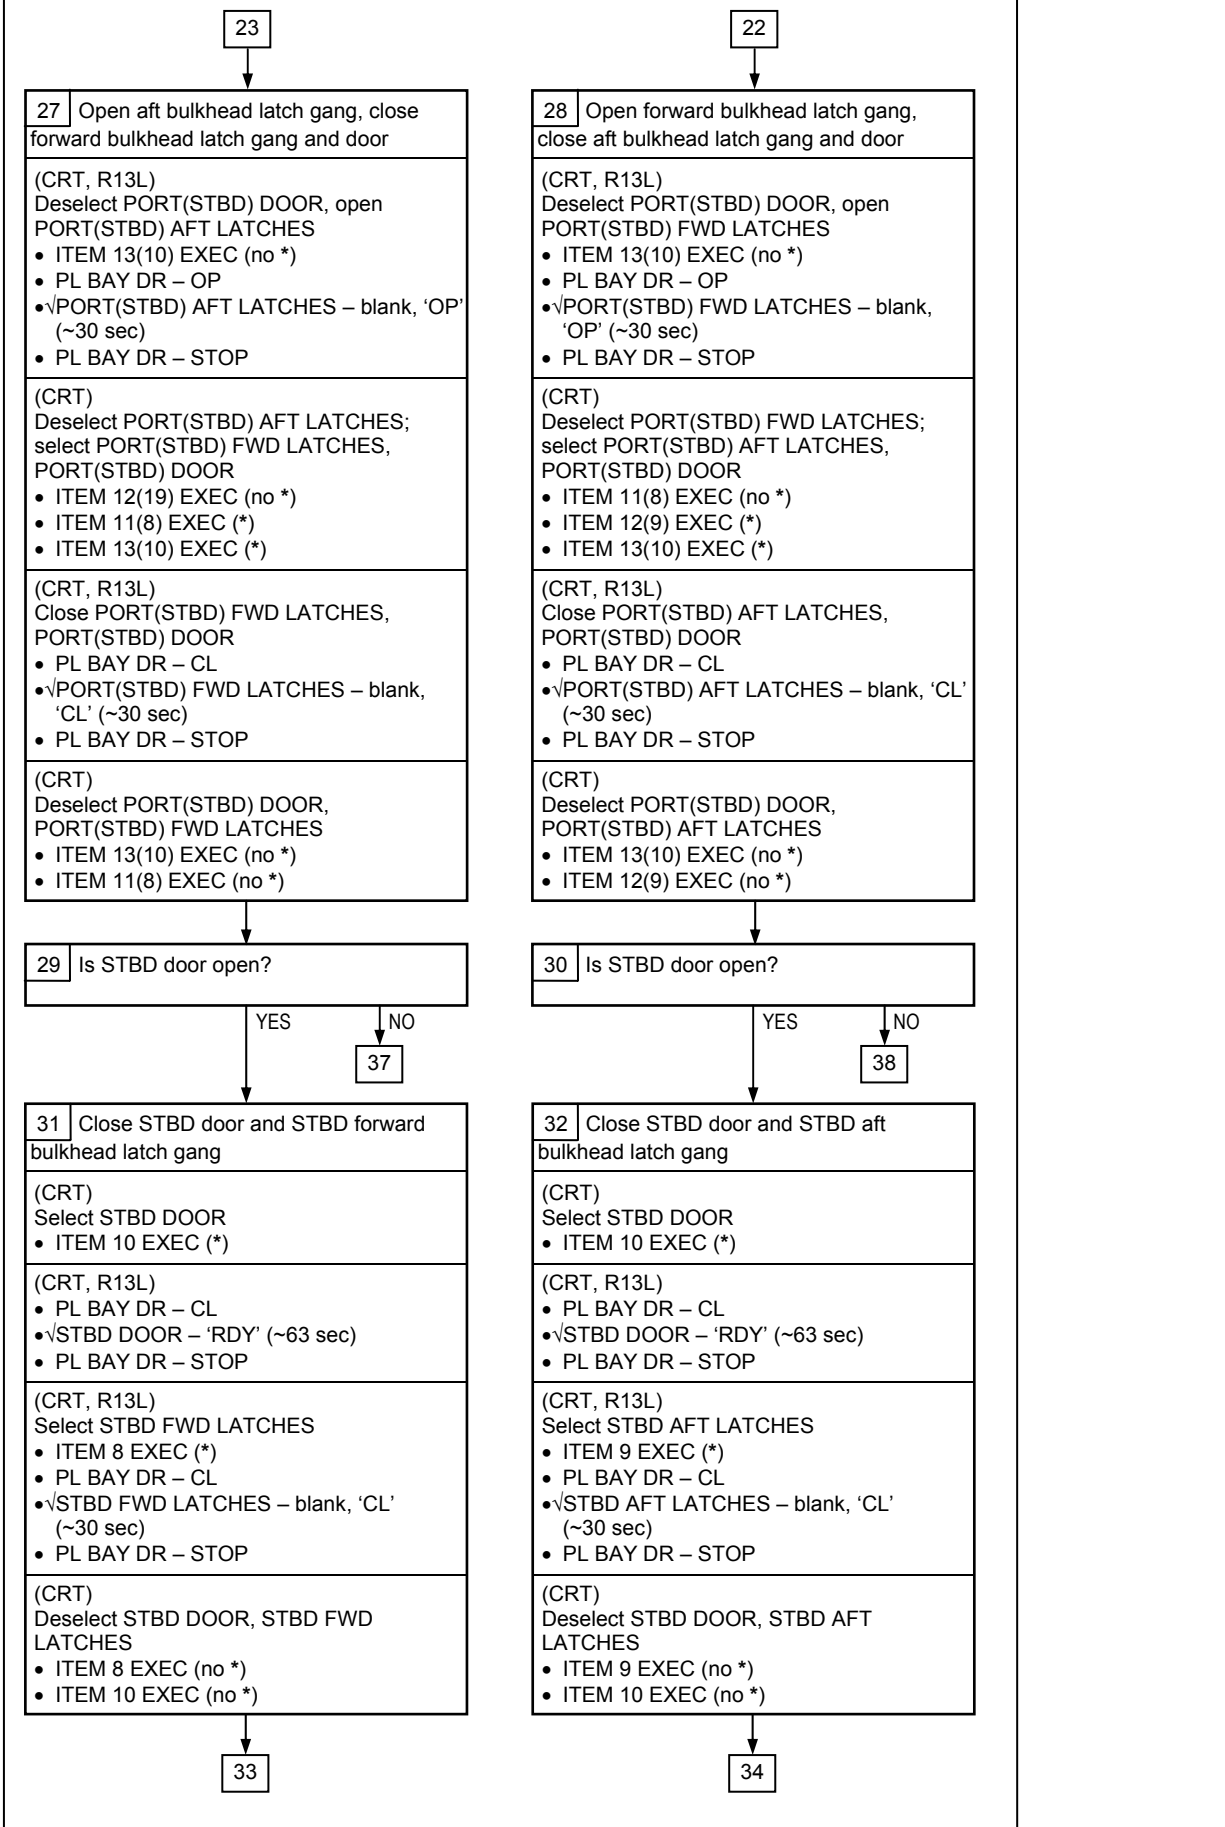 23
27 Open aft bulkhead latch gang, close
forward bulkhead latch gang and door
(CRT, R13L)
Deselect PORT(STBD) DOOR, open
PORT(STBD) AFT LATCHES
• ITEM 13(10) EXEC (no *)
• PL BAY DR – OP
•√PORT(STBD) AFT LATCHES – blank, ‘OP’
(~30 sec)
• PL BAY DR – STOP
(CRT)
Deselect PORT(STBD) AFT LATCHES;
select PORT(STBD) FWD LATCHES,
PORT(STBD) DOOR
• ITEM 12(19) EXEC (no *)
• ITEM 11(8) EXEC (*)
• ITEM 13(10) EXEC (*)
(CRT, R13L)
Close PORT(STBD) FWD LATCHES,
PORT(STBD) DOOR
• PL BAY DR – CL
•√PORT(STBD) FWD LATCHES – blank,
‘CL’ (~30 sec)
• PL BAY DR – STOP
(CRT)
Deselect PORT(STBD) DOOR,
PORT(STBD) FWD LATCHES
• ITEM 13(10) EXEC (no *)
• ITEM 11(8) EXEC (no *)
29 Is STBD door open?
YES
NO
37
31 Close STBD door and STBD forward
bulkhead latch gang
(CRT)
Select STBD DOOR
• ITEM 10 EXEC (*)
(CRT, R13L)
• PL BAY DR – CL
•√STBD DOOR – ‘RDY’ (~63 sec)
• PL BAY DR – STOP
(CRT, R13L)
Select STBD FWD LATCHES
• ITEM 8 EXEC (*)
• PL BAY DR – CL
•√STBD FWD LATCHES – blank, ‘CL’
(~30 sec)
• PL BAY DR – STOP
(CRT)
Deselect STBD DOOR, STBD FWD
LATCHES
• ITEM 8 EXEC (no *)
• ITEM 10 EXEC (no *)
33
22
28 Open forward bulkhead latch gang,
close aft bulkhead latch gang and door
(CRT, R13L)
Deselect PORT(STBD) DOOR, open
PORT(STBD) FWD LATCHES
• ITEM 13(10) EXEC (no *)
• PL BAY DR – OP
•√PORT(STBD) FWD LATCHES – blank,
‘OP’ (~30 sec)
• PL BAY DR – STOP
(CRT)
Deselect PORT(STBD) FWD LATCHES;
select PORT(STBD) AFT LATCHES,
PORT(STBD) DOOR
• ITEM 11(8) EXEC (no *)
• ITEM 12(9) EXEC (*)
• ITEM 13(10) EXEC (*)
(CRT, R13L)
Close PORT(STBD) AFT LATCHES,
PORT(STBD) DOOR
• PL BAY DR – CL
•√PORT(STBD) AFT LATCHES – blank, ‘CL’
(~30 sec)
• PL BAY DR – STOP
(CRT)
Deselect PORT(STBD) DOOR,
PORT(STBD) AFT LATCHES
• ITEM 13(10) EXEC (no *)
• ITEM 12(9) EXEC (no *)
30 Is STBD door open?
YES
NO
38
32 Close STBD door and STBD aft
bulkhead latch gang
(CRT)
Select STBD DOOR
• ITEM 10 EXEC (*)
(CRT, R13L)
• PL BAY DR – CL
•√STBD DOOR – ‘RDY’ (~63 sec)
• PL BAY DR – STOP
(CRT, R13L)
Select STBD AFT LATCHES
• ITEM 9 EXEC (*)
• PL BAY DR – CL
•√STBD AFT LATCHES – blank, ‘CL’
(~30 sec)
• PL BAY DR – STOP
(CRT)
Deselect STBD DOOR, STBD AFT
LATCHES
• ITEM 9 EXEC (no *)
• ITEM 10 EXEC (no *)
34